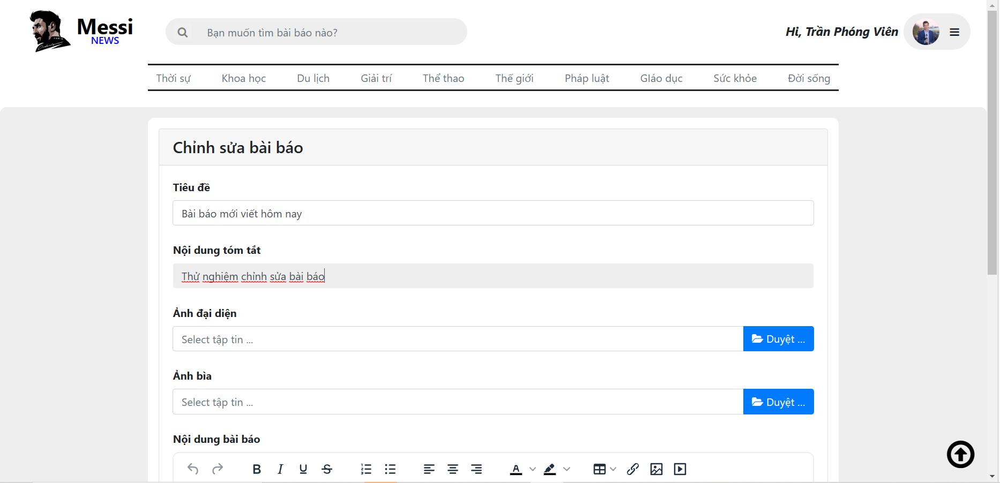 Messi
NEWS
Bạn muốn tìm bài báo nào?
Hi, Trần Phóng Viên
Thời sự Khoa học Du lịch Giải trí Thể thao Thế giới Pháp luật GIáo dục Sức khỏe Đời sống
Chỉnh sửa bài báo
Tiêu đề
Bài báo mới viết hôm nay
Nội dung tóm tắt
Thử nghiệm chỉnh sửa bài báo
Ảnh đại diện
Select tập tin ...
Duyệt ...
Ảnh bìa
Select tập tin ...
Duyệt ...
Nội dung bài báo